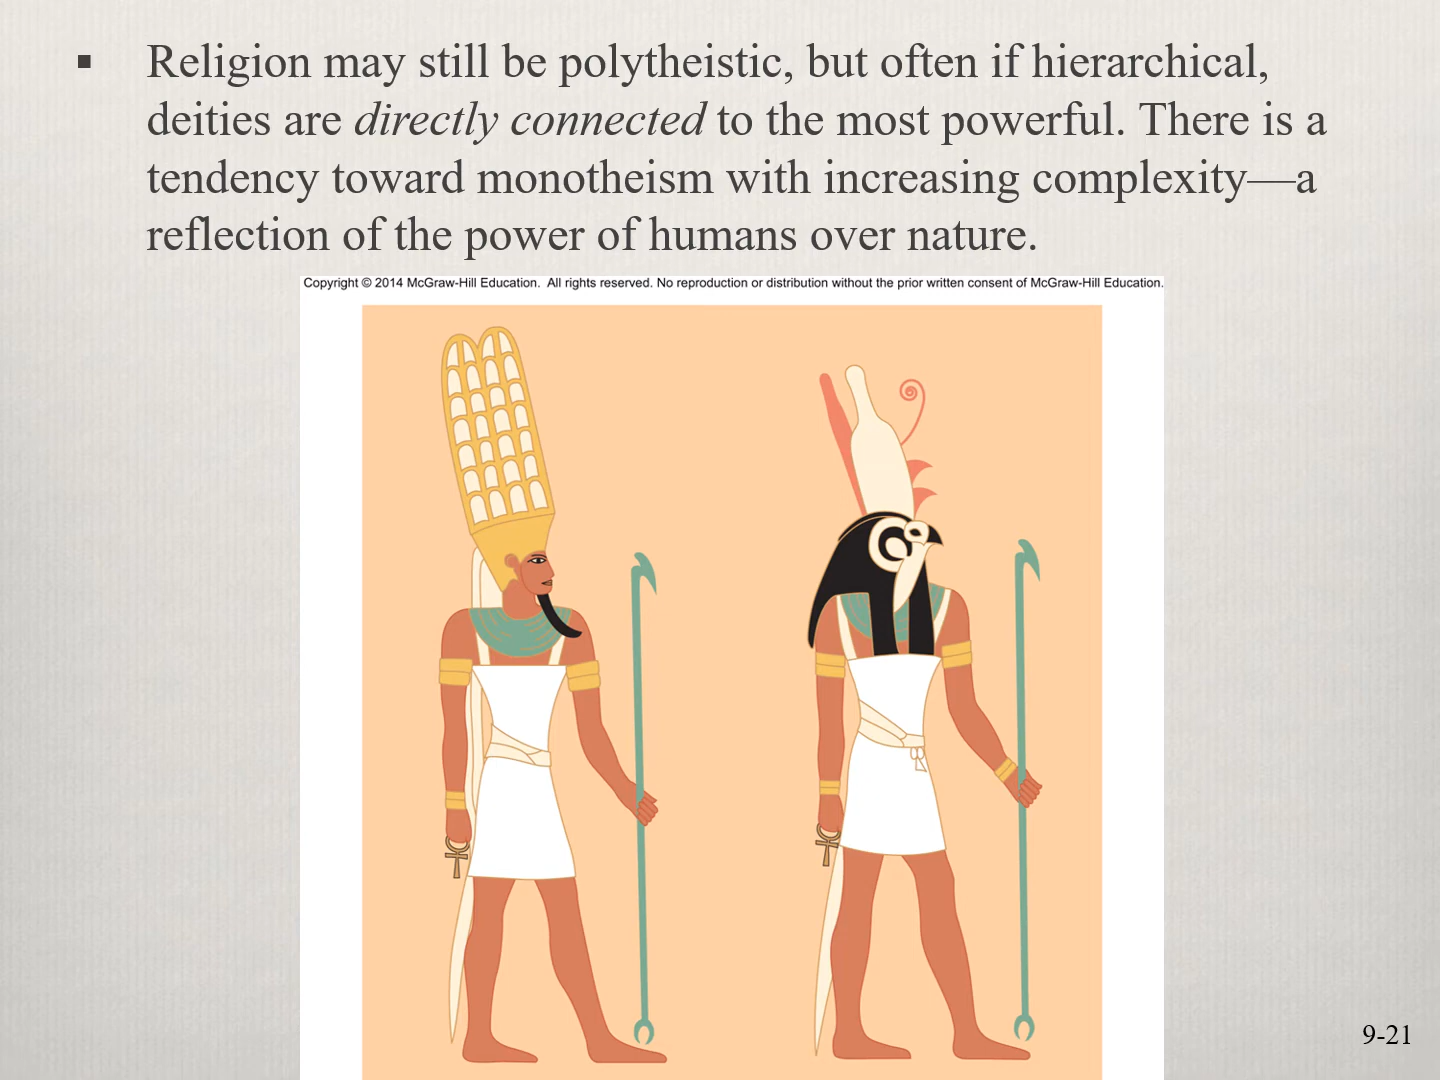 ▪ Religion may still be polytheistic, but often if hierarchical,
deities are directly connected to the most powerful. There is a
tendency toward monotheism with increasing complexity—a
reflection of the power of humans over nature.
Copyright © 2014 McGraw-Hill Education. All rights reserved. No reproduction or distribution without the prior written consent of McGraw-Hill Education.
9-21